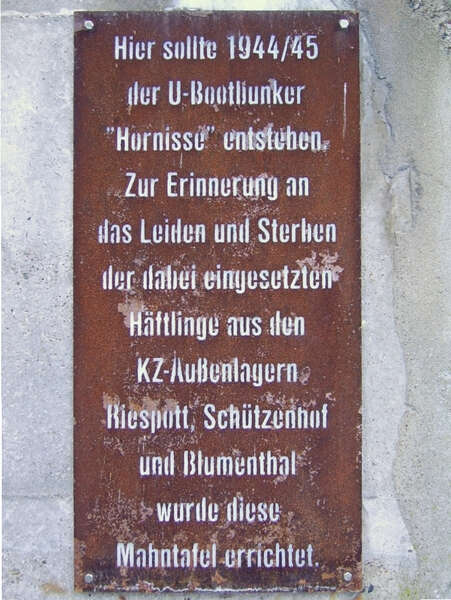 Hier sollte 1944/45
der U-Bootbunker
"Hornisse" entstehen.
Zur Erinnerung an
das Leiden und Sterben
der dabei eingesetzten
Häftlinge aus den
KZ-Außenlagern
Riespott, Schützenhof
und Blumenthal
wurde diese
Mahntafel errichtet.